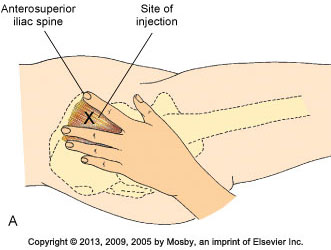 Anterosuperior
iliac spine
Site of
injection
X
A
Copyright © 2013, 2009, 2005 by Mosby, an imprint of Elsevier Inc.